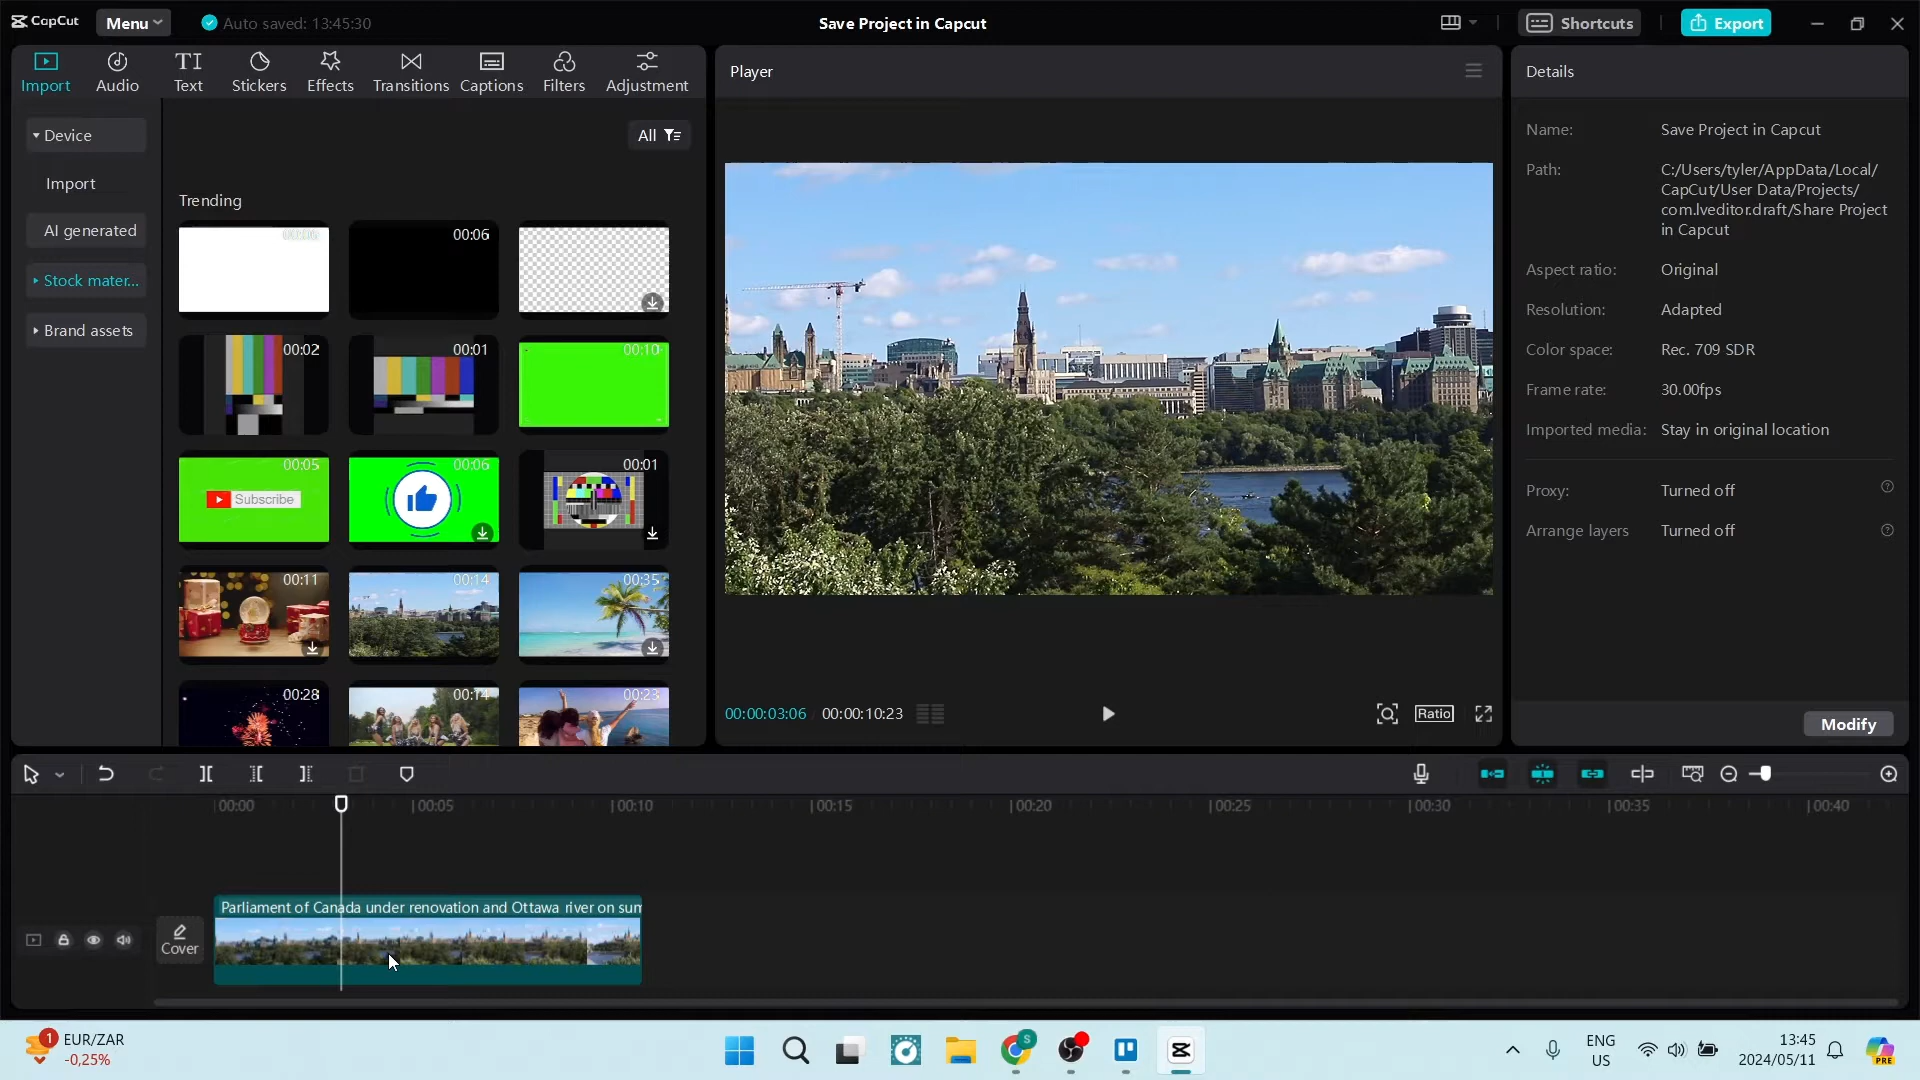 CapCut
Menu
Auto saved: 13:45:30
Save Project in Capcut
Shortcuts
Export
Import
Audio
Text
Stickers
Effects
Transitions
Captions
Filters
Adjustment
Player
Details
Device
Import
AI generated
Stock mater...
Brand assets
All
Trending
00:06
00:06
00:02
00:01
00:10
00:05
Subscribe
00:06
00:01
00:11
00:14
00:35
00:28
00:14
00:23
00:00:03:06
00:00:10:23
Ratio
Name:
Save Project in Capcut
Path:
C:/Users/tyler/AppData/Local/
CapCut/User Data/Projects/
com.lveditor.draft/Share Project
in Capcut
Aspect ratio:
Original
Resolution:
Adapted
Color space:
Rec. 709 SDR
Frame rate:
30.00fps
Imported media:
Stay in original location
Proxy:
Turned off
Arrange layers
Turned off
Modify
00:00
00:05
00:10
00:15
00:20
00:25
00:30
00:35
00:40
Cover
Parliament of Canada under renovation and Ottawa river on sum
1
EUR/ZAR
-0,25%
S
ENG
US
13:45
2024/05/11
PRE